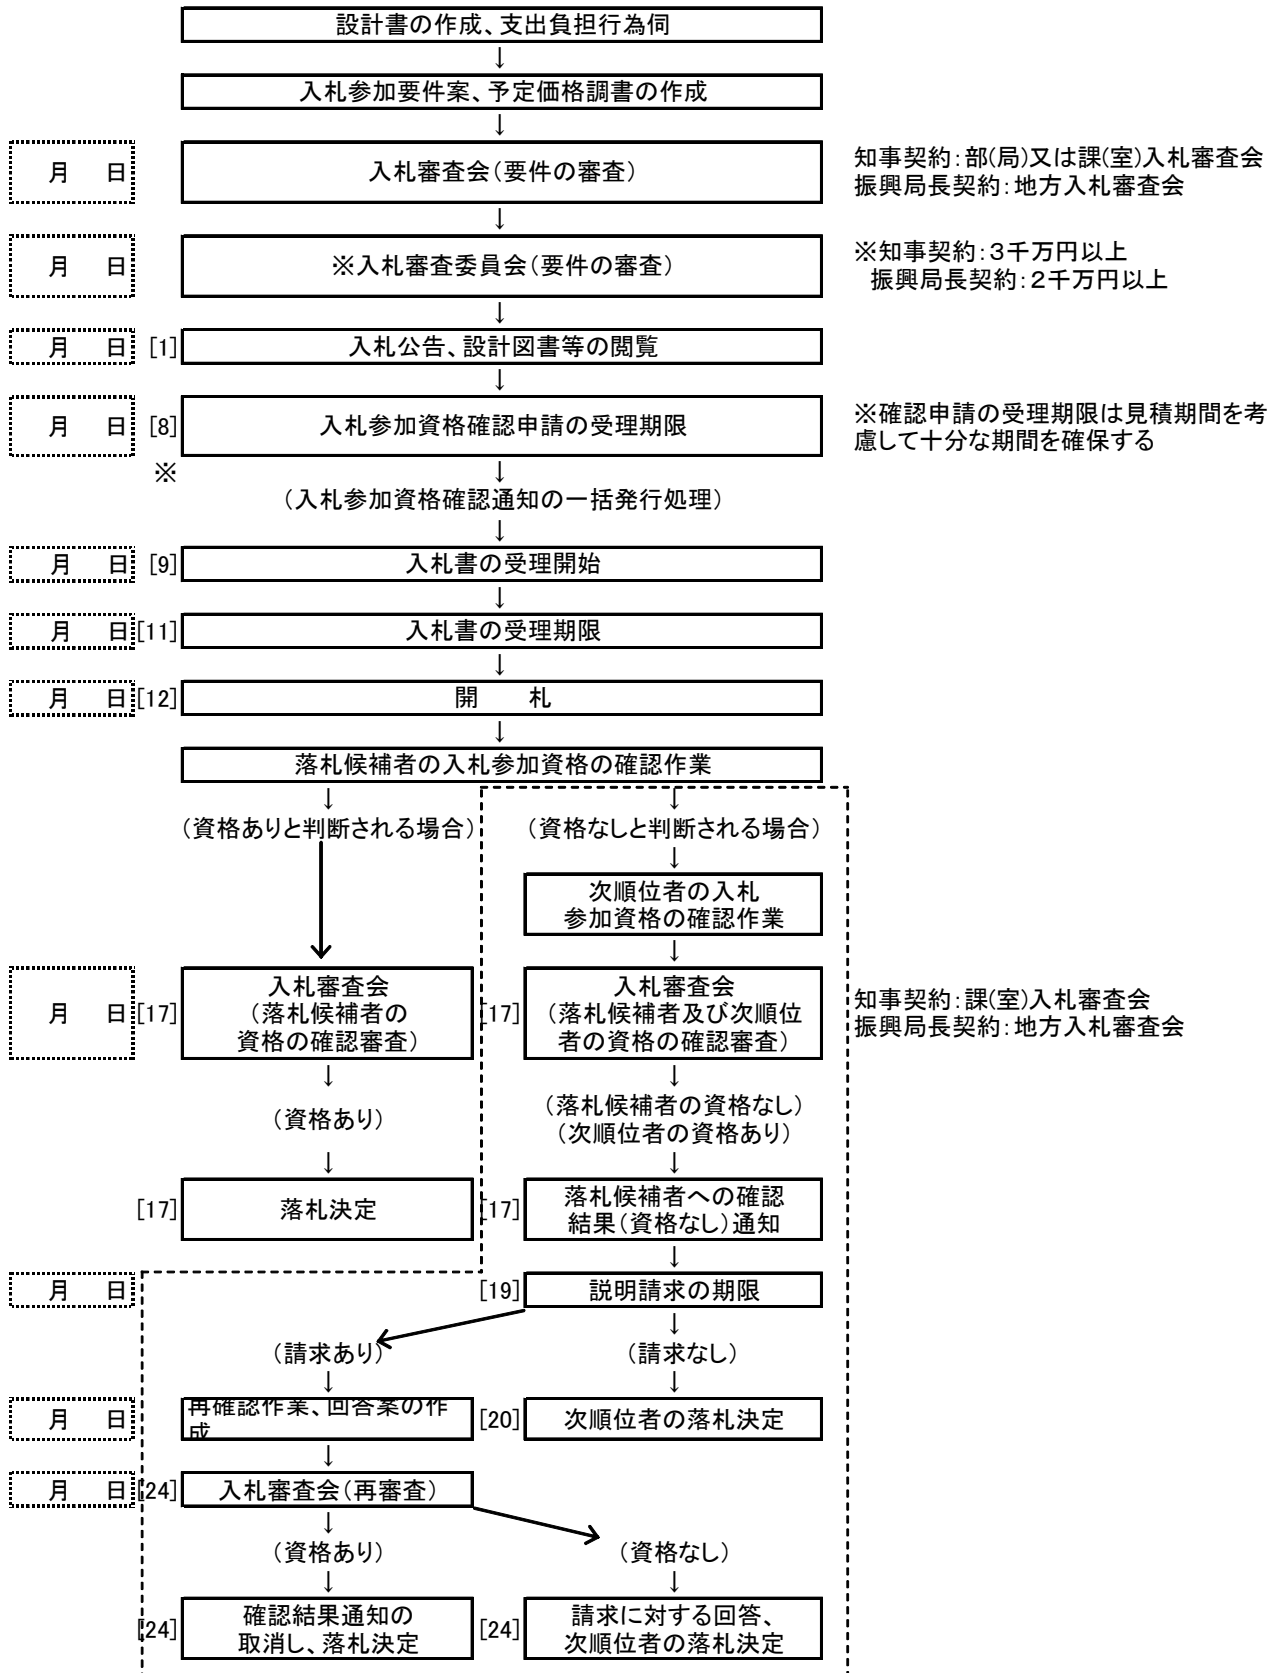 設計書の作成、支出負担行為伺
↓
入札参加要件案、予定価格調書の作成
↓
月 日 入札審査会(要件の審査) 知事契約:部(局)又は課(室)入札審査会
振興局長契約:地方入札審査会
↓
月 日 ※入札審査委員会(要件の審査) ※知事契約:3千万円以上
振興局長契約:2千万円以上
↓
月 日 [1] 入札公告、設計図書等の閲覧
↓
月 日 [8] 入札参加資格確認申請の受理期限 ※確認申請の受理期限は見積期間を考
慮して十分な期間を確保する
※ ↓
(入札参加資格確認通知の一括発行処理)
↓
月 日 [9] 入札書の受理開始
↓
月 日 [11] 入札書の受理期限
↓
月 日 [12] 開 札
↓
落札候補者の入札参加資格の確認作業
↓ ↓
(資格ありと判断される場合) (資格なしと判断される場合)
↓
次順位者の入札
参加資格の確認作業
↓
月 日 [17] 入札審査会
(落札候補者の
資格の確認審査)
[17] 入札審査会
(落札候補者及び次順位
者の資格の確認審査)
知事契約:課(室)入札審査会
振興局長契約:地方入札審査会
↓ ↓
(資格あり) (落札候補者の資格なし)
(次順位者の資格あり)
↓ ↓
[17] 落札決定
[17] 落札候補者への確認
結果(資格なし)通知
↓
月 日 [19] 説明請求の期限
↓
(請求あり) (請求なし)
↓ ↓
月 日 再確認作業、回答案の作
成
[20] 次順位者の落札決定
↓
月 日 [24] 入札審査会(再審査)
↓
(資格あり) (資格なし)
↓ ↓
[24] 確認結果通知の
取消し、落札決定
[24] 請求に対する回答、
次順位者の落札決定